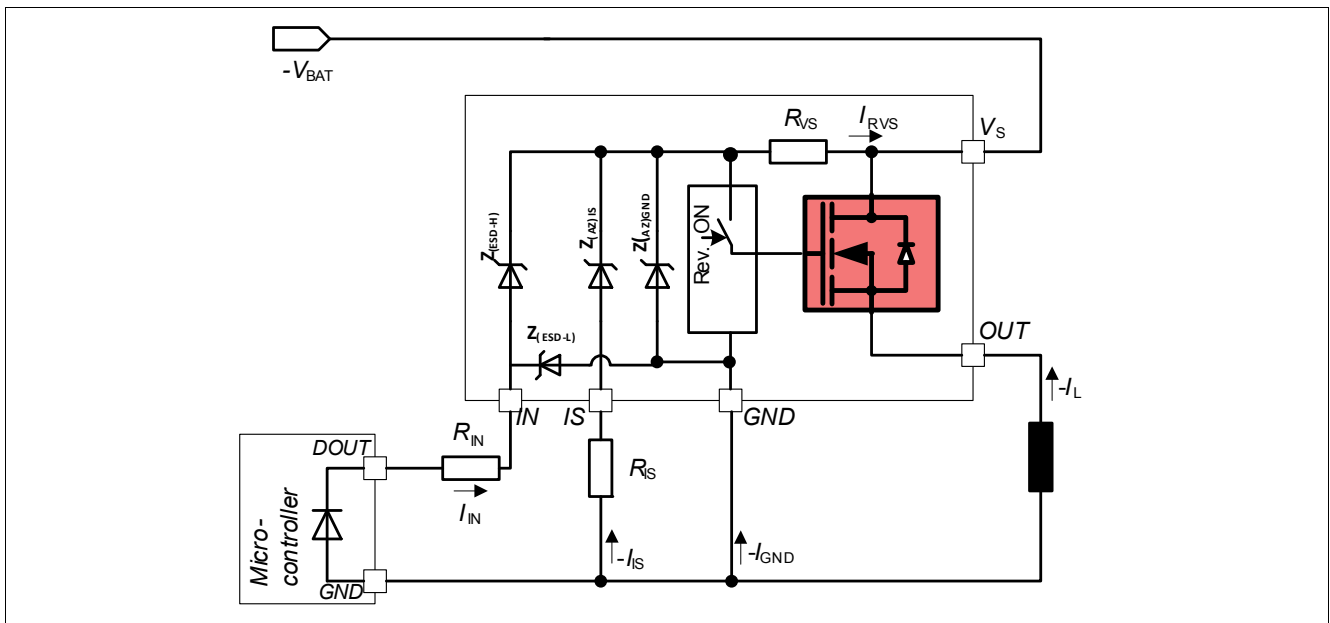 -VBAT
RVS
IRVS
VS
Z(ESD-H)
Z(AZ)IS
Z(AZ)GND
Rev. ON
Z(ESD-L)
OUT
IN
IS
GND
-IL
DOUT
RIN
RIS
IIN
Micro-
controller
-IIS
-IGND
GND